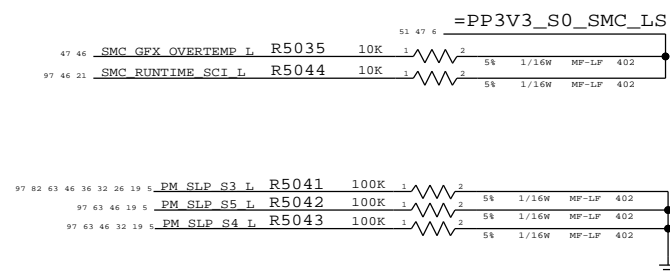 =PP3V3_S0_SMC_LS
51 47 6
47 46 SMC_GFX_OVERTEMP_L R5035 10K 1 2
5% 1/16W MF-LF 402
97 46 21 SMC_RUNTIME_SCI_L R5044 10K 1 2
5% 1/16W MF-LF 402
97 82 63 46 36 32 26 19 5 PM_SLP_S3_L R5041 100K 1 2
5% 1/16W MF-LF 402
97 63 46 19 5 PM_SLP_S5_L R5042 100K 1 2
5% 1/16W MF-LF 402
97 63 46 32 19 5 PM_SLP_S4_L R5043 100K 1 2
5% 1/16W MF-LF 402